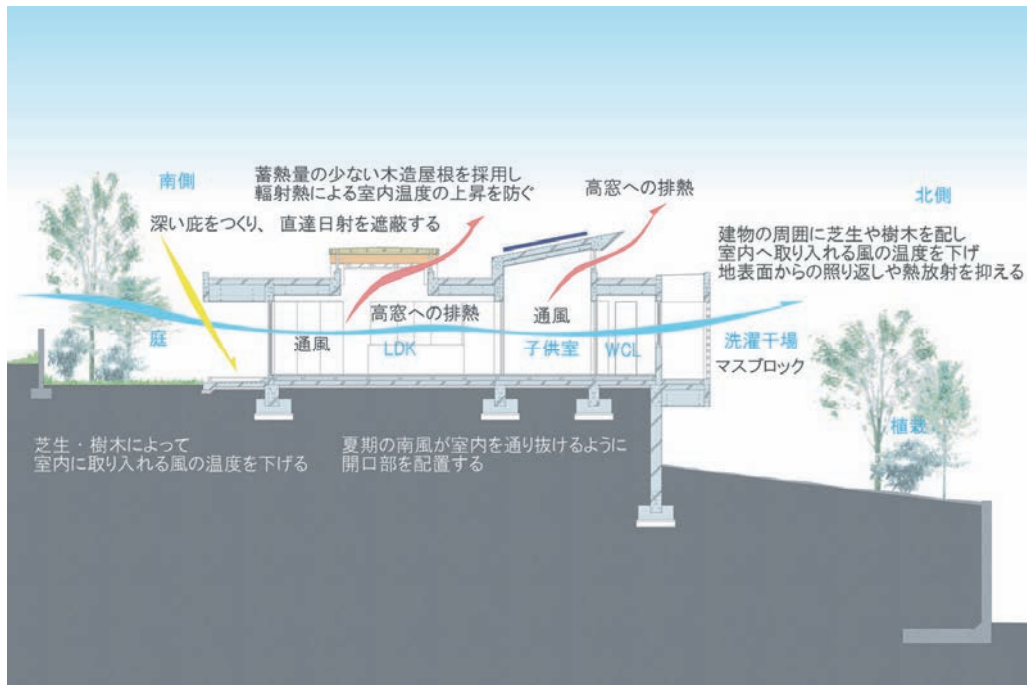 南側
蓄熱量の少ない木造屋根を採用し
輻射熱による室内温度の上昇を防ぐ
高窓への排熱
北側
深い庇をつくり、直達日射を遮蔽する
建物の周囲に芝生や樹木を配し
室内へ取り入れる風の温度を下げ
地表面からの照り返しや熱放射を抑える
高窓への排熱
通風
通風
庭
LDK
子供室
WCL
洗濯干場
マスブロック
植栽
芝生・樹木によって
室内に取り入れる風の温度を下げる
夏期の南風が室内を通り抜けるように
開口部を配置する